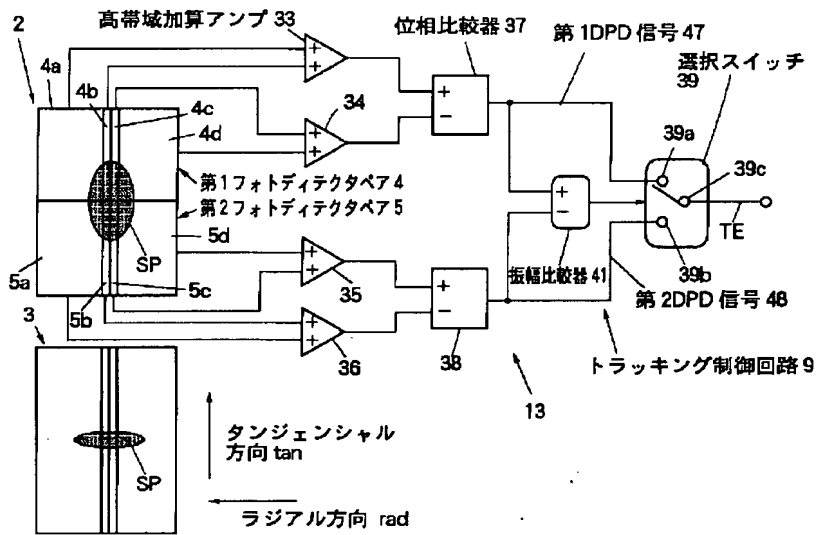 高帯域加算アンプ 33
位相比較器 37
第 1DPD 信号 47
選択スイッチ
39
2
4a
4b
4c
4d
34
39a
39c
第1フォトディテクタペア 4
第2フォトディテクタペア 5
SP
5d
TE
5a
5b
5c
35
振幅比較器 41
39b
第 2DPD 信号 48
3
36
38
13
トラッキング制御回路 9
タンジェンシャル
方向 tan
SP
ラジアル方向 rad
+
+
+
+
+
+
+
+
+
−
+
−
+
−